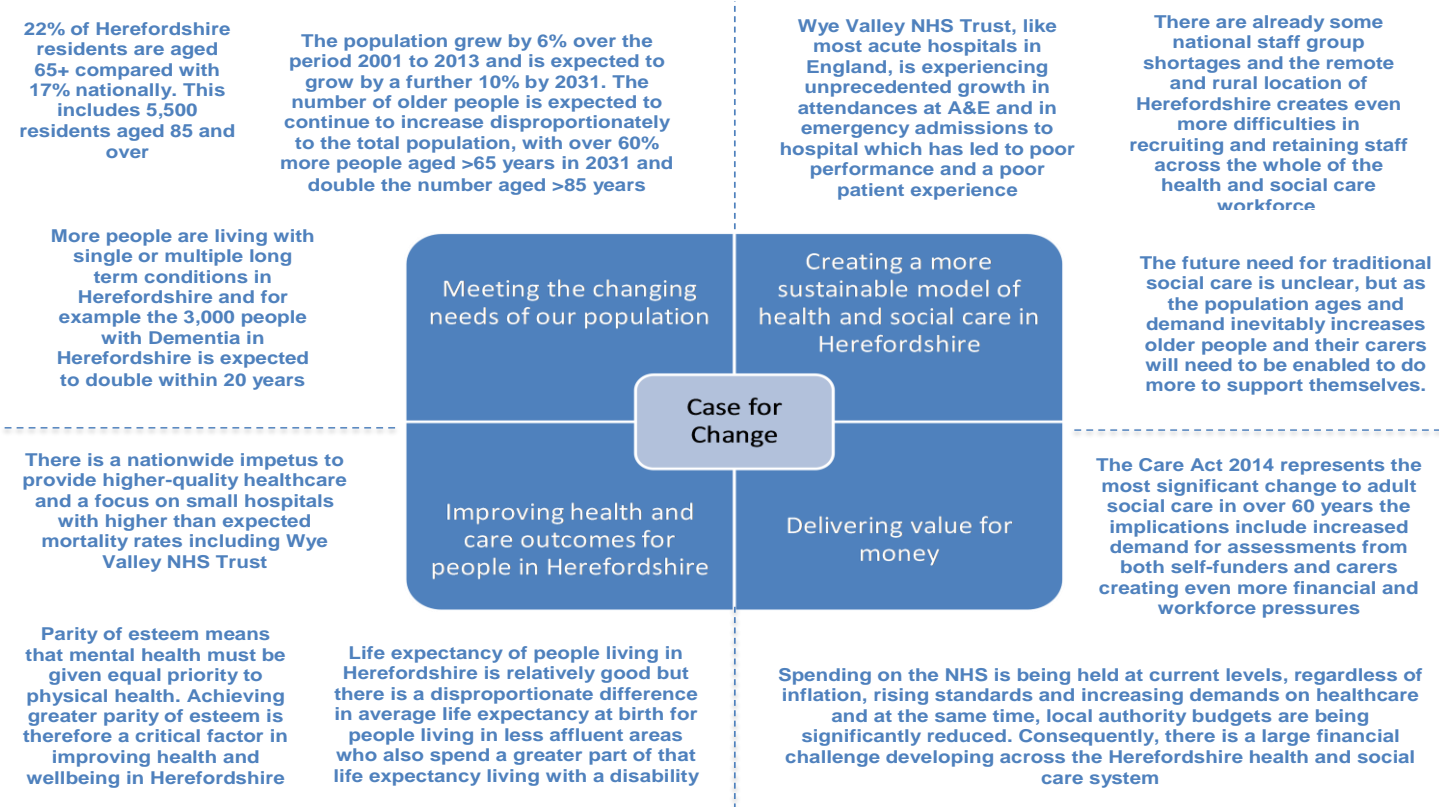 22% of Herefordshire
residents are aged
65+ compared with
17% nationally. This
includes 5,500
residents aged 85 and
over
The population grew by 6% over the
period 2001 to 2013 and is expected to
grow by a further 10% by 2031. The
number of older people is expected to
continue to increase disproportionately
to the total population, with over 60%
more people aged >65 years in 2031 and
double the number aged >85 years
Wye Valley NHS Trust, like
most acute hospitals in
England, is experiencing
unprecedented growth in
attendances at A&E and in
emergency admissions to
hospital which has led to poor
performance and a poor
patient experience
There are already some
national staff group
shortages and the remote
and rural location of
Herefordshire creates even
more difficulties in
recruiting and retaining staff
across the whole of the
health and social care
workforce
More people are living with
single or multiple long
term conditions in
Herefordshire and for
example the 3,000 people
with Dementia in
Herefordshire is expected
to double within 20 years
Meeting the changing
needs of our population
Creating a more
sustainable model of
health and social care in
Herefordshire
The future need for traditional
social care is unclear, but as
the population ages and
demand inevitably increases
older people and their carers
will need to be enabled to do
more to support themselves.
Case for
Change
There is a nationwide impetus to
provide higher-quality healthcare
and a focus on small hospitals
with higher than expected
mortality rates including Wye
Valley NHS Trust
Improving health and
care outcomes for
people in Herefordshire
Delivering value for
money
The Care Act 2014 represents the
most significant change to adult
social care in over 60 years the
implications include increased
demand for assessments from
both self-funders and carers
creating even more financial and
workforce pressures
Parity of esteem means
that mental health must be
given equal priority to
physical health. Achieving
greater parity of esteem is
therefore a critical factor in
improving health and
wellbeing in Herefordshire
Life expectancy of people living in
Herefordshire is relatively good but
there is a disproportionate difference
in average life expectancy at birth for
people living in less affluent areas
who also spend a greater part of that
life expectancy living with a disability
Spending on the NHS is being held at current levels, regardless of
inflation, rising standards and increasing demands on healthcare
and at the same time, local authority budgets are being
significantly reduced. Consequently, there is a large financial
challenge developing across the Herefordshire health and social
care system